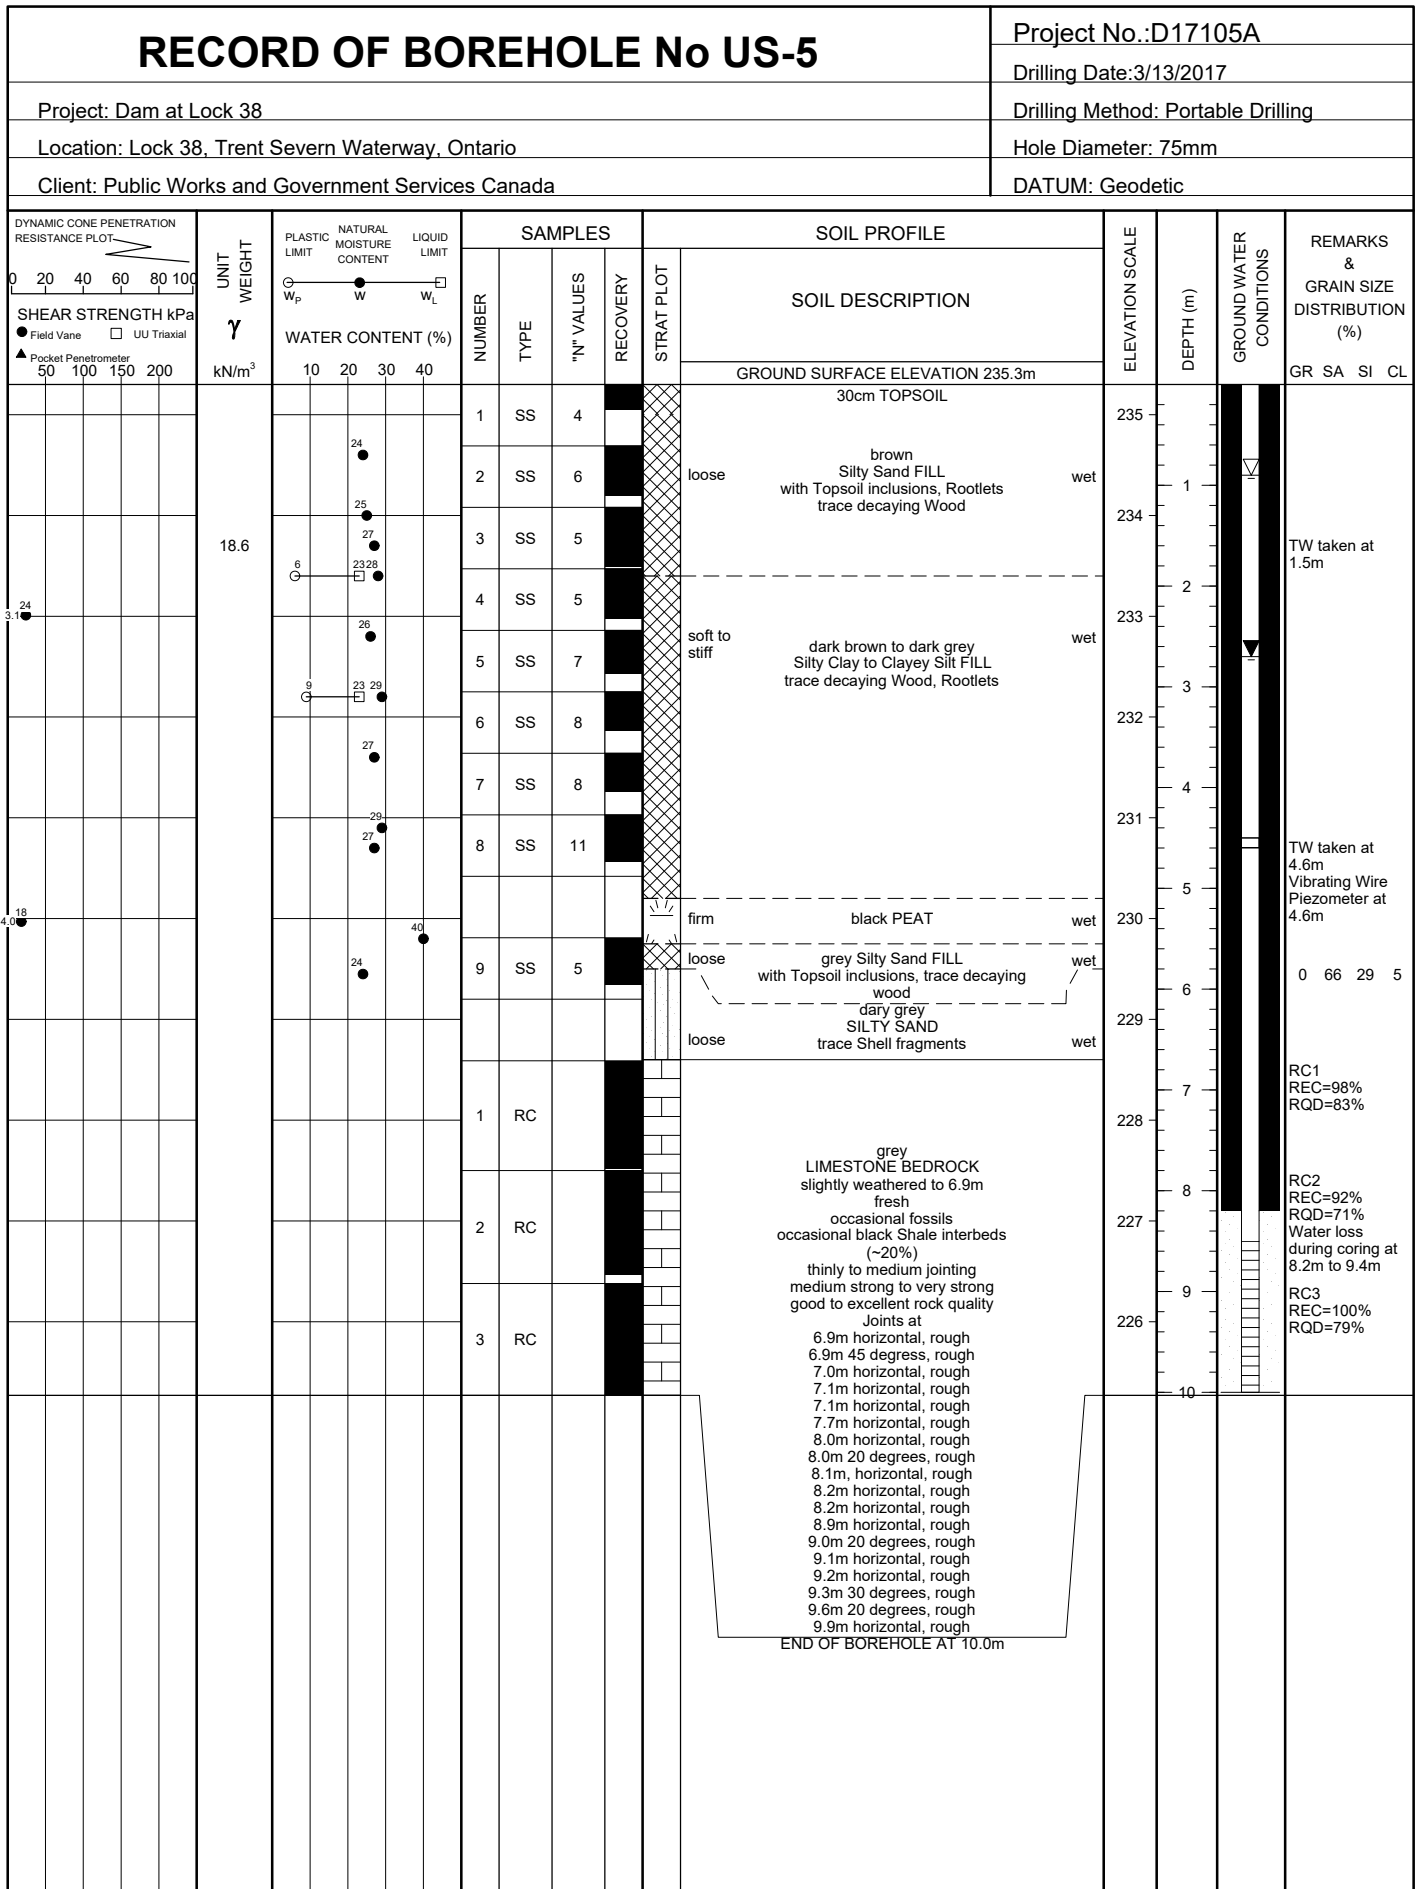 RECORD OF BOREHOLE No US-5
Project No.:D17105A
Drilling Date:3/13/2017
Project: Dam at Lock 38
Drilling Method: Portable Drilling
Location: Lock 38, Trent Severn Waterway, Ontario
Hole Diameter: 75mm
Client: Public Works and Government Services Canada
DATUM: Geodetic
DYNAMIC CONE PENETRATION
RESISTANCE PLOT
0 20 40 60 80 100
SHEAR STRENGTH kPa
Field Vane UU Triaxial
Pocket Penetrometer
50 100 150 200
UNIT
WEIGHT
γ
kN/m³
PLASTIC
LIMIT
NATURAL
MOISTURE
CONTENT
LIQUID
LIMIT
WP W WL
WATER CONTENT (%)
10 20 30 40
SAMPLES
NUMBER
TYPE
"N" VALUES
RECOVERY
SOIL PROFILE
STRAT PLOT
SOIL DESCRIPTION
GROUND SURFACE ELEVATION 235.3m
ELEVATION SCALE
DEPTH (m)
GROUND WATER
CONDITIONS
REMARKS
&
GRAIN SIZE
DISTRIBUTION
(%)
GR SA SI CL
3.1 24
4.0 18
18.6
24
25
27
6 23 28
26
9 23 29
27
29
27
40
24
1 SS 4
2 SS 6
3 SS 5
4 SS 5
5 SS 7
6 SS 8
7 SS 8
8 SS 11
9 SS 5
1 RC
2 RC
3 RC
30cm TOPSOIL
brown
loose Silty Sand FILL wet
with Topsoil inclusions, Rootlets
trace decaying Wood
soft to
stiff
wet
dark brown to dark grey
Silty Clay to Clayey Silt FILL
trace decaying Wood, Rootlets
firm black PEAT wet
loose grey Silty Sand FILL wet
with Topsoil inclusions, trace decaying
wood
dary grey
SILTY SAND
loose trace Shell fragments wet
grey
LIMESTONE BEDROCK
slightly weathered to 6.9m
fresh
occasional fossils
occasional black Shale interbeds
(~20%)
thinly to medium jointing
medium strong to very strong
good to excellent rock quality
Joints at
6.9m horizontal, rough
6.9m 45 degress, rough
7.0m horizontal, rough
7.1m horizontal, rough
7.1m horizontal, rough
7.7m horizontal, rough
8.0m horizontal, rough
8.0m 20 degrees, rough
8.1m, horizontal, rough
8.2m horizontal, rough
8.2m horizontal, rough
8.9m horizontal, rough
9.0m 20 degrees, rough
9.1m horizontal, rough
9.2m horizontal, rough
9.3m 30 degrees, rough
9.6m 20 degrees, rough
9.9m horizontal, rough
END OF BOREHOLE AT 10.0m
235
234
233
232
231
230
229
228
227
226
1
2
3
4
5
6
7
8
9
10
TW taken at
1.5m
TW taken at
4.6m
Vibrating Wire
Piezometer at
4.6m
0 66 29 5
RC1
REC=98%
RQD=83%
RC2
REC=92%
RQD=71%
Water loss
during coring at
8.2m to 9.4m
RC3
REC=100%
RQD=79%